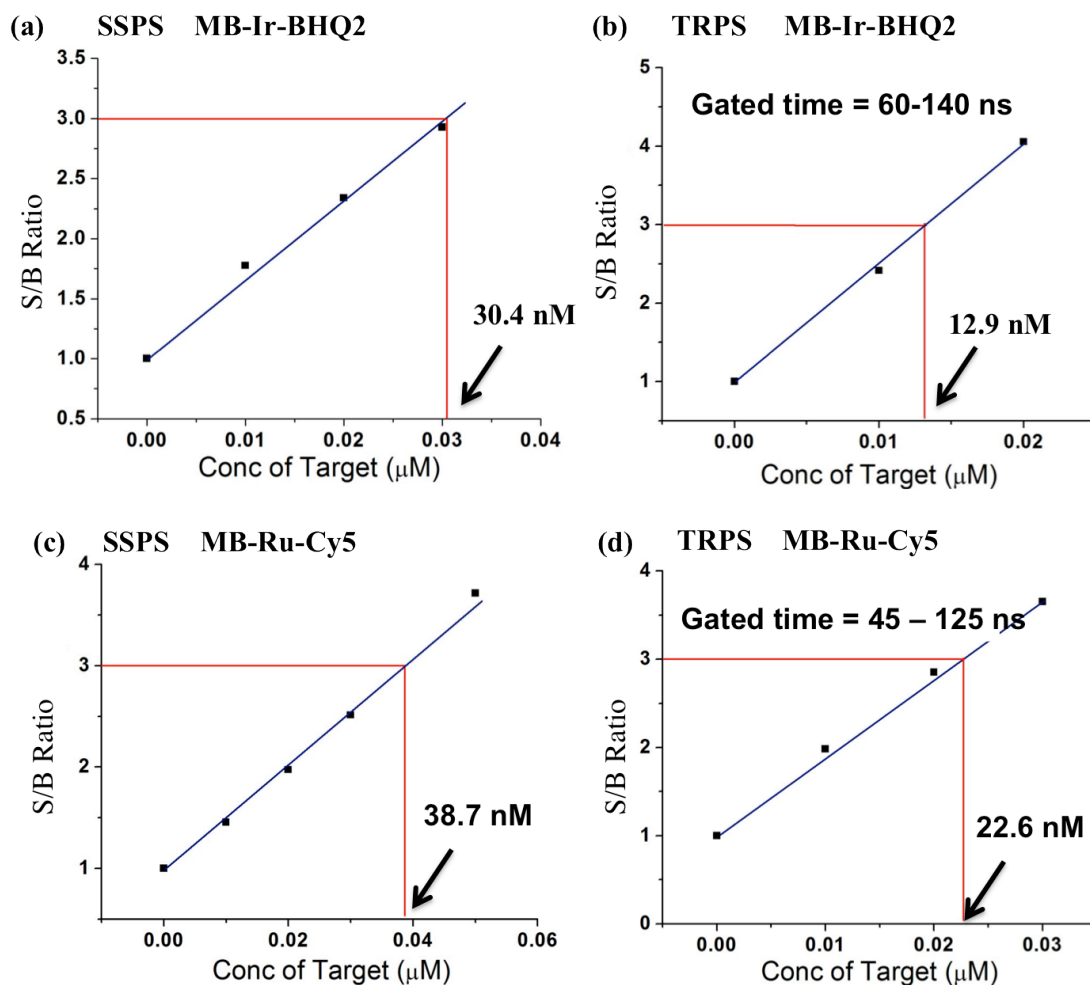 (a) SSPS MB-Ir-BHQ2
3.5
3.0
2.5
2.0
1.5
1.0
0.5
S/B Ratio
30.4 nM
0.00 0.01 0.02 0.03 0.04
Conc of Target (μM)
(b) TRPS MB-Ir-BHQ2
Gated time = 60-140 ns
5
4
3
2
1
S/B Ratio
12.9 nM
0.00 0.01 0.02
Conc of Target (μM)
(c) SSPS MB-Ru-Cy5
4
3
2
1
S/B Ratio
38.7 nM
0.00 0.02 0.04 0.06
Conc of Target (μM)
(d) TRPS MB-Ru-Cy5
Gated time = 45 – 125 ns
4
3
2
1
0
S/B Ratio
22.6 nM
0.00 0.01 0.02 0.03
Conc of Target (μM)